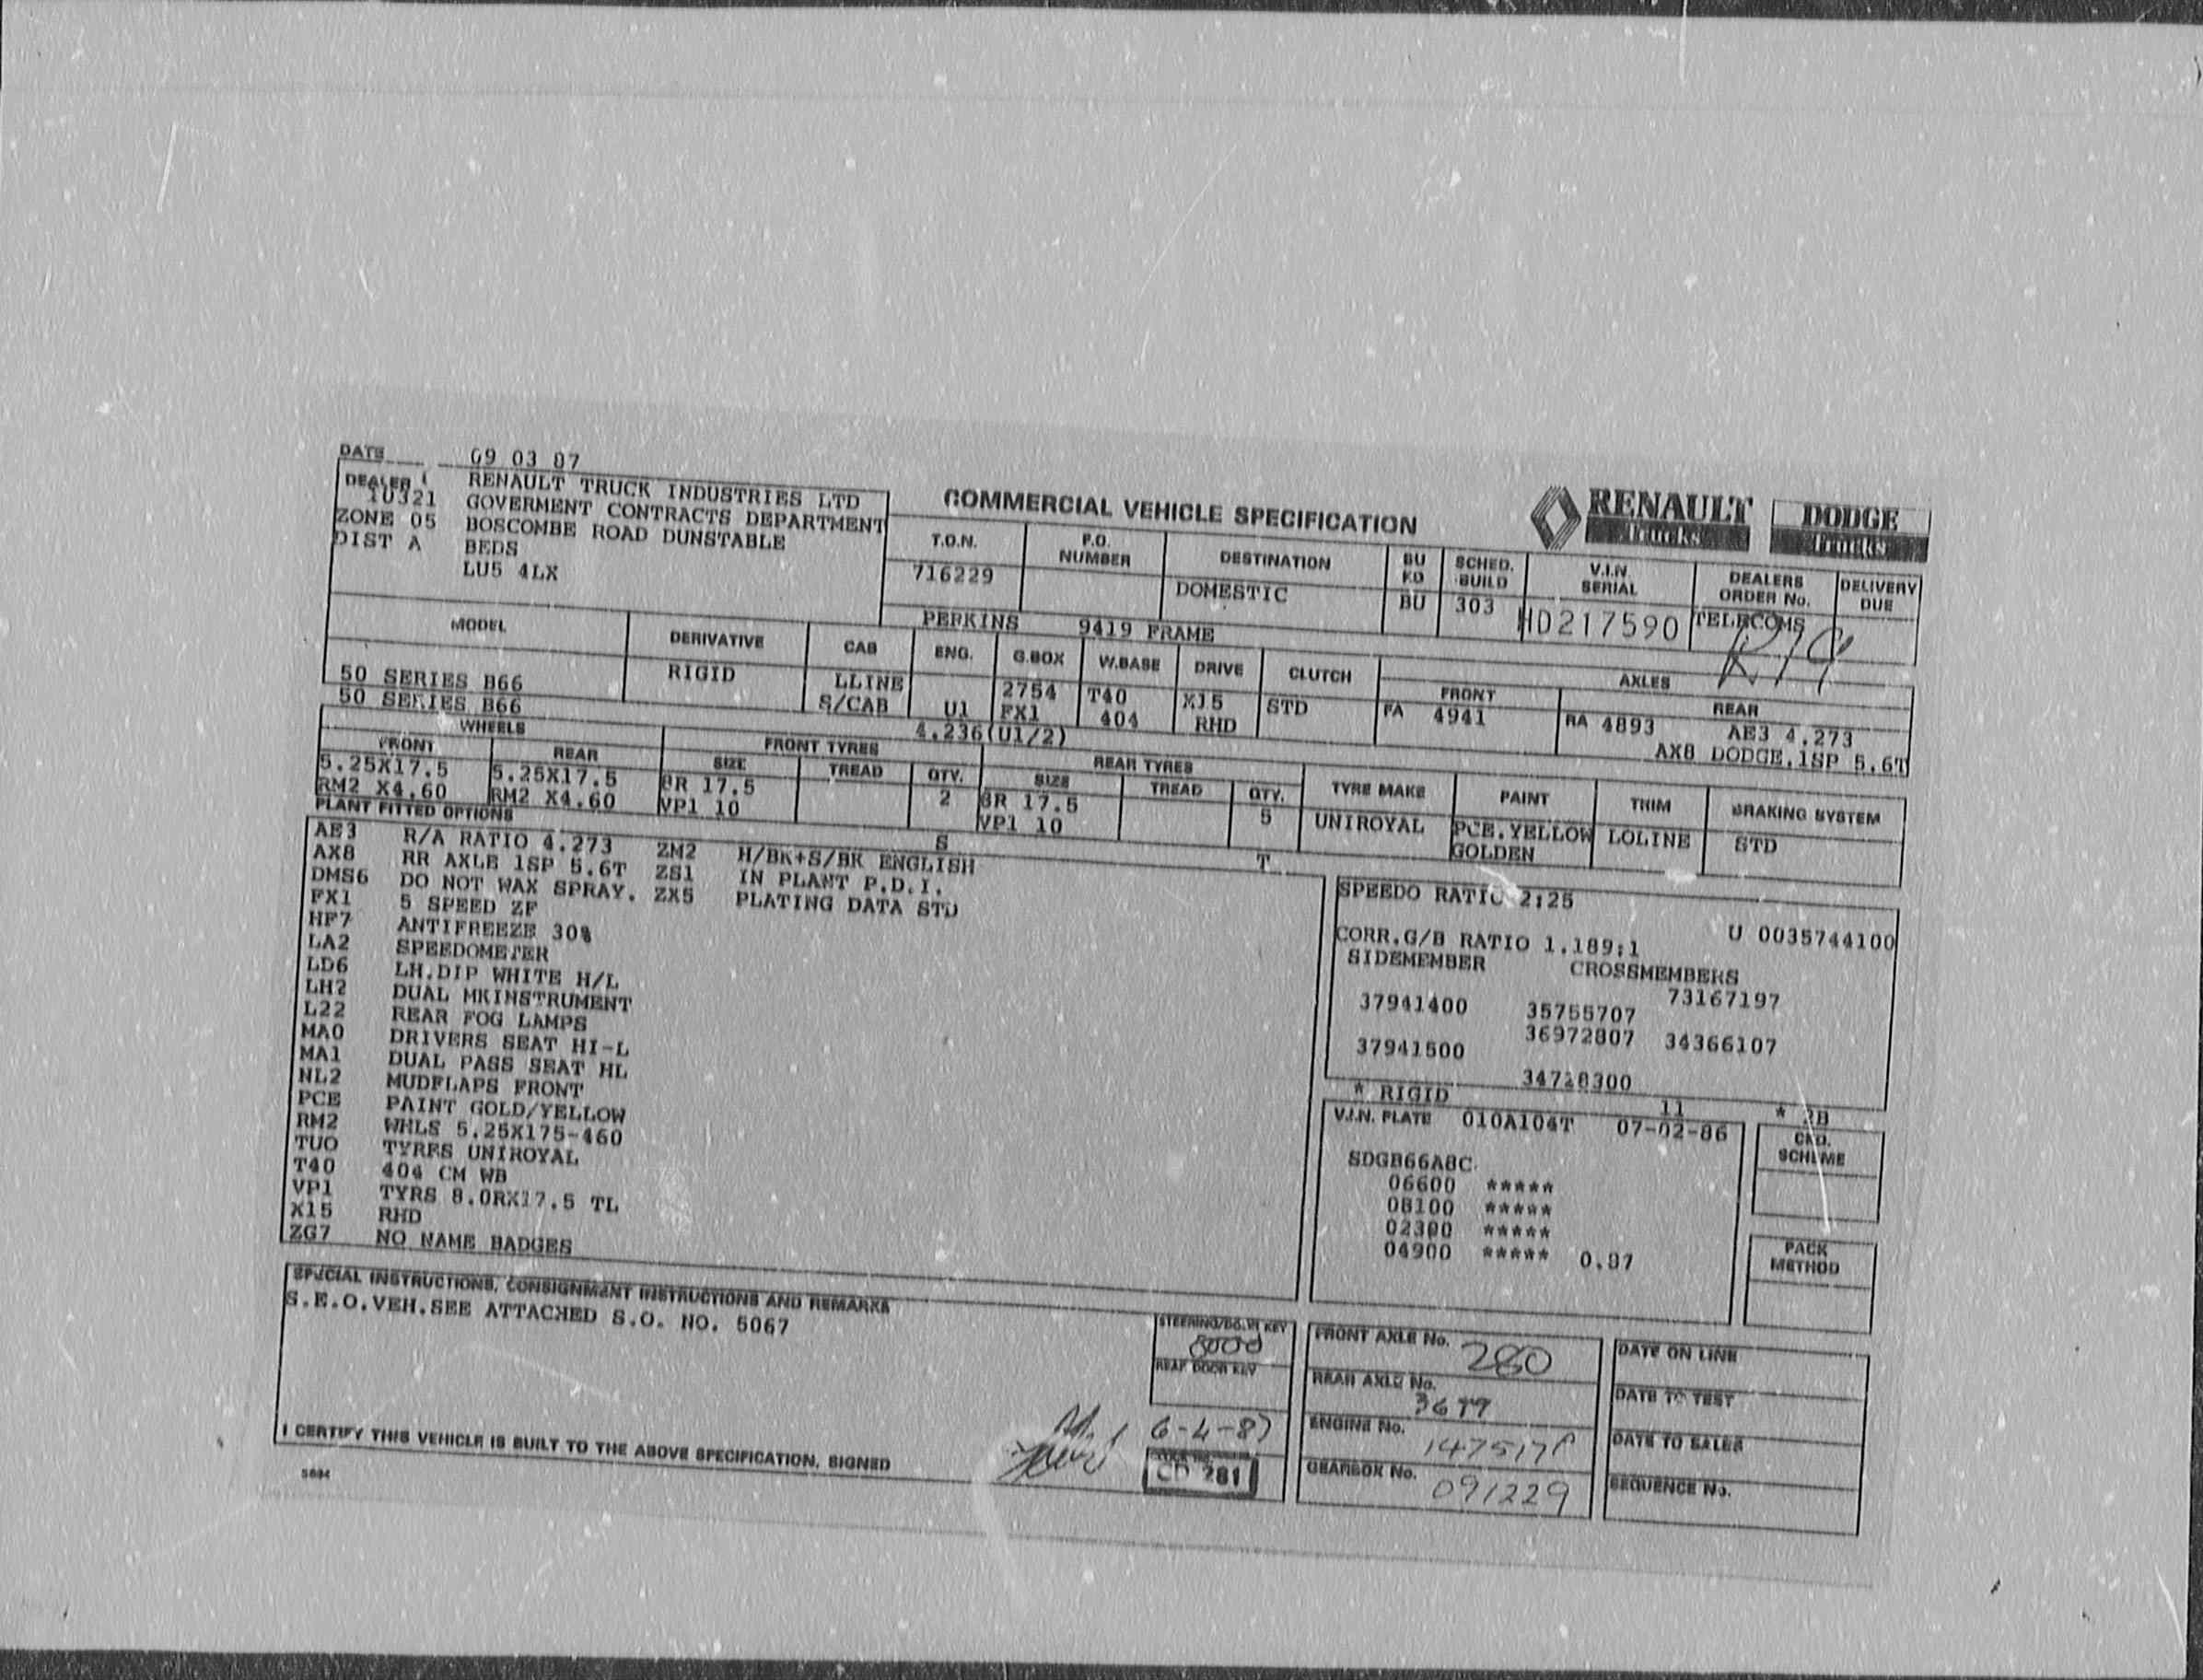 DATE 09 03 87
DEALER 10321 RENAULT TRUCK INDUSTRIES LTD
GOVERMENT CONTRACTS DEPARTMENT
ZONE 05 BOSCOMBE ROAD DUNSTABLE
DIST A BEDS
LU5 4LX
COMMERCIAL VEHICLE SPECIFICATION
RENAULT Trucks DODGE Trucks
T.O.N. P.O. NUMBER DESTINATION BU KD SCHED. BUILD V.I.N. SERIAL DEALERS ORDER No. DELIVERY DUE
716229 DOMESTIC BU 303 HD217590 TELECOMS
PERKINS 9419 FRAME
MODEL DERIVATIVE CAB ENG. G.BOX W.BASE DRIVE CLUTCH AXLES
FRONT REAR
50 SERIES B66 RIGID LLINE 2754 T40 X15 STD FA 4941 RA 4893 AE3 4.273
50 SERIES B66 S/CAB U1 FX1 404 RHD AX8 DODGE,1SP 5.6T
4.236(U1/2)
WHEELS FRONT TYRES REAR TYRES
FRONT REAR SIZE TREAD QTY. SIZE TREAD QTY. TYRE MAKE PAINT TRIM BRAKING SYSTEM
5.25X17.5 5.25X17.5 8R 17.5 2 8R 17.5 5 UNIROYAL PCE.YELLOW LOLINE STD
RM2 X4.60 RM2 X4.60 VP1 10 VP1 10 GOLDEN
PLANT FITTED OPTIONS
S T
AE3 R/A RATIO 4.273 ZM2 H/BK+S/BK ENGLISH
AX8 RR AXLE 1SP 5.6T ZS1 IN PLANT P.D.I.
DMS6 DO NOT WAX SPRAY. ZX5 PLATING DATA STD
FX1 5 SPEED ZF
HF7 ANTIFREEZE 30%
LA2 SPEEDOMETER
LD6 LH.DIP WHITE H/L
LH2 DUAL MKINSTRUMENT
L22 REAR FOG LAMPS
MA0 DRIVERS SEAT HI-L
MA1 DUAL PASS SEAT HL
NL2 MUDFLAPS FRONT
PCE PAINT GOLD/YELLOW
RM2 WHLS 5.25X175-460
TUO TYRES UNIROYAL
T40 404 CM WB
VP1 TYRS 8.0RX17.5 TL
X15 RHD
ZG7 NO NAME BADGES
SPEEDO RATIO 2:25
U 0035744100
CORR.G/B RATIO 1.189:1
SIDEMEMBER CROSSMEMBERS
73167197
37941400 35755707
36972807 34366107
37941500
34728300
* RIGID 11
V.I.N. PLATE 010A104T 07-02-86
SDGB66A8C
06600 *****
08100 *****
02380 *****
04900 ***** 0.87
CKD. SCHEME
PACK METHOD
SPECIAL INSTRUCTIONS, CONSIGNMENT INSTRUCTIONS AND REMARKS
S.E.O.VEH.SEE ATTACHED S.O. NO. 5067
REAR DOOR KEY
6-4-87
FRONT AXLE No. 280
REAR AXLE No.
ENGINE No.
GEARBOX No. 091229
DATE ON LINE
DATE TO TEST
DATE TO SALES
SEQUENCE No.
I CERTIFY THIS VEHICLE IS BUILT TO THE ABOVE SPECIFICATION, SIGNED